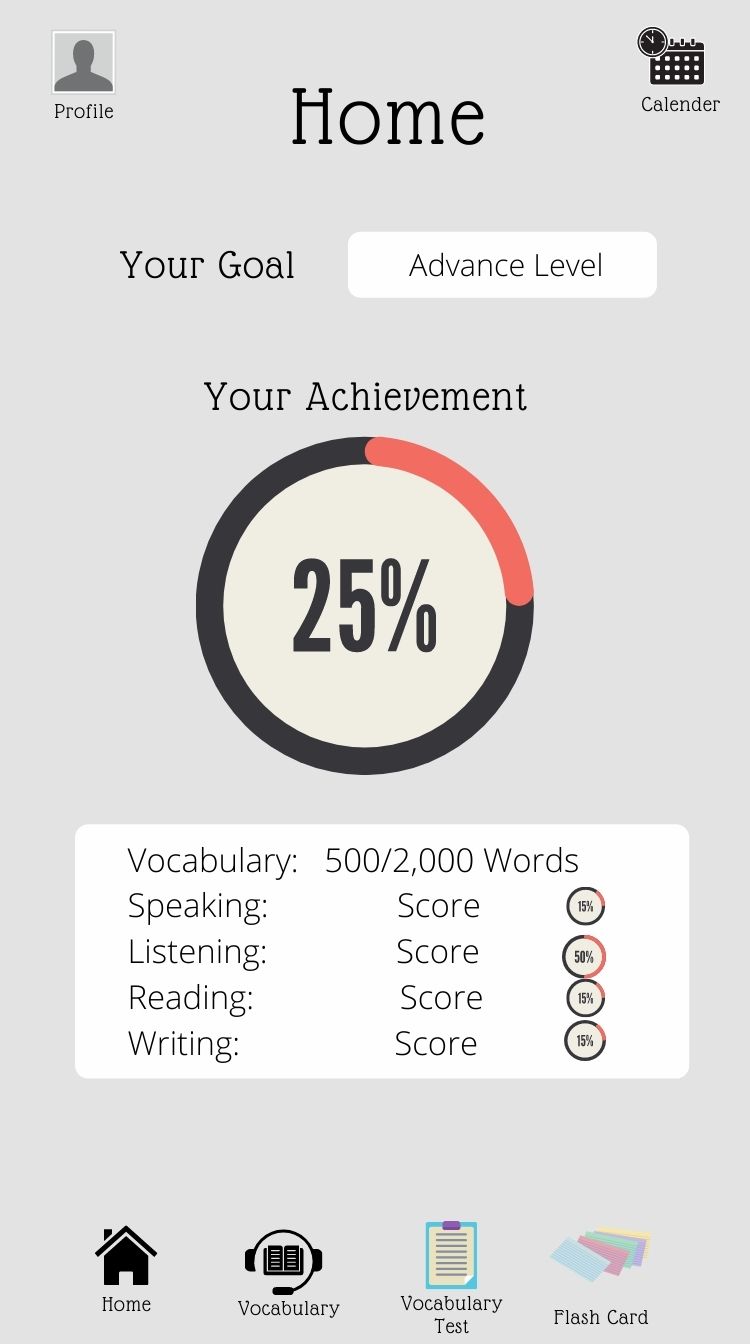 Profile
Calender
Home
Your Goal
Advance Level
Your Achievement
25%
Vocabulary: 500/2,000 Words
Speaking: Score 15%
Listening: Score 50%
Reading: Score 15%
Writing: Score 15%
Home
Vocabulary
Vocabulary
Test
Flash Card